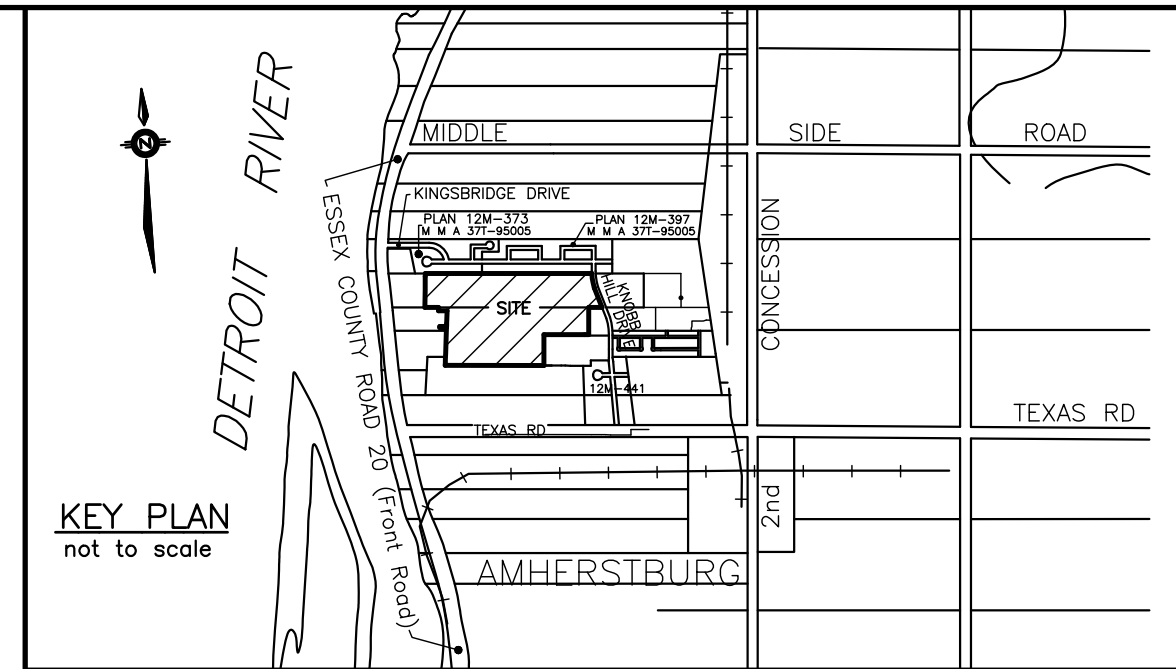 DETROIT RIVER
MIDDLE SIDE ROAD
KINGSBRIDGE DRIVE
PLAN 12M-373
M M A 37T-95005
PLAN 12M-397
M M A 37T-95005
ESSEX COUNTY ROAD 20 (Front Road)
SITE
KNOBB
HILL DRIVE
12M-441
2nd CONCESSION
TEXAS RD
TEXAS RD
N
KEY PLAN
not to scale
AMHERSTBURG